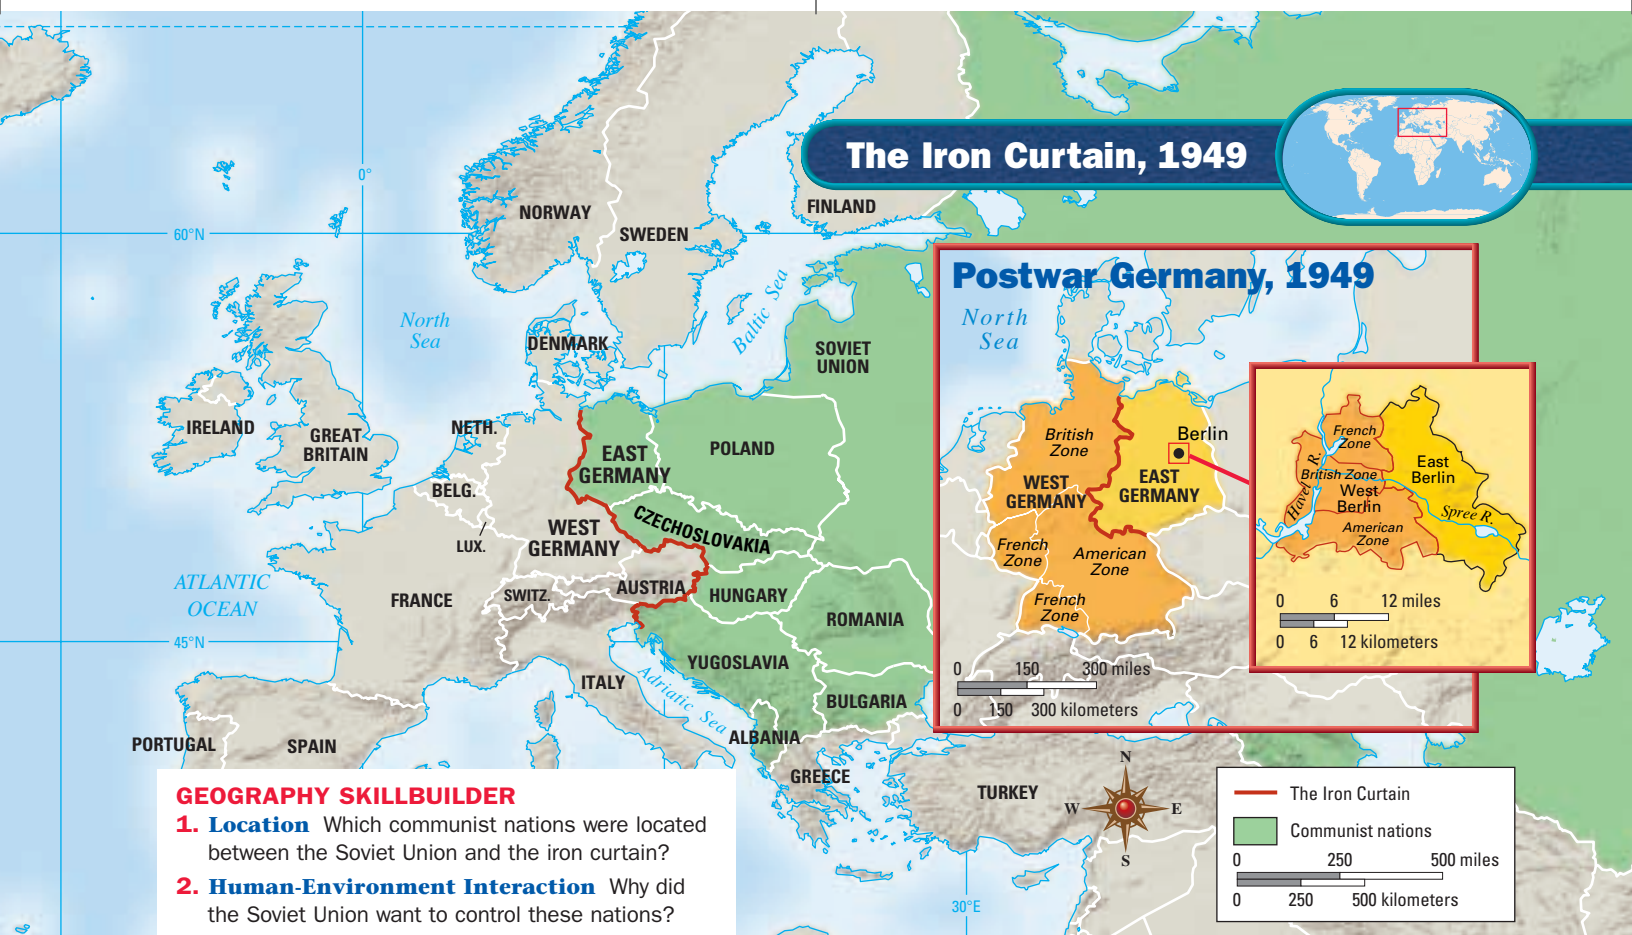 The Iron Curtain, 1949
0°
60°N
45°N
30°E
NORWAY
SWEDEN
FINLAND
North
Sea
Baltic Sea
DENMARK
SOVIET
UNION
IRELAND
GREAT
BRITAIN
NETH.
BELG.
LUX.
EAST
GERMANY
POLAND
WEST
GERMANY
CZECHOSLOVAKIA
ATLANTIC
OCEAN
FRANCE
SWITZ.
AUSTRIA
HUNGARY
ROMANIA
YUGOSLAVIA
ITALY
Adriatic Sea
BULGARIA
ALBANIA
PORTUGAL
SPAIN
GREECE
TURKEY
N
W
E
S
Postwar Germany, 1949
North
Sea
British
Zone
Berlin
WEST
GERMANY
EAST
GERMANY
French
Zone
American
Zone
French
Zone
0 150 300 miles
0 150 300 kilometers
French
Zone
British Zone
East
Berlin
West
Berlin
Havel R.
Spree R.
American
Zone
0 6 12 miles
0 6 12 kilometers
The Iron Curtain
Communist nations
0 250 500 miles
0 250 500 kilometers
GEOGRAPHY SKILLBUILDER
1. Location Which communist nations were located
between the Soviet Union and the iron curtain?
2. Human-Environment Interaction Why did
the Soviet Union want to control these nations?